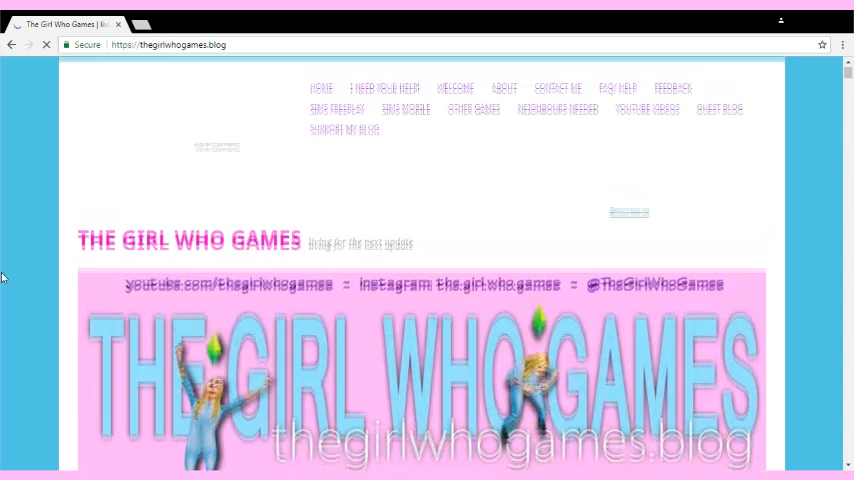 The Girl Who Games | liv
Secure https://thegirlwhogames.blog
HOME I NEED YOUR HELP! WELCOME ABOUT CONTACT ME FAQ/ HELP FEEDBACK
SIMS FREEPLAY SIMS MOBILE OTHER GAMES NEIGHBOURS NEEDED YOUTUBE VIDEOS GUEST BLOG
SUPPORT MY BLOG
Advertisements
THE GIRL WHO GAMES living for the next update
youtube.com/thegirlwhogames ~ instagram: the.girl.who.games ~ @TheGirlWhoGames
THE GIRL WHO GAMES
thegirlwhogames.blog